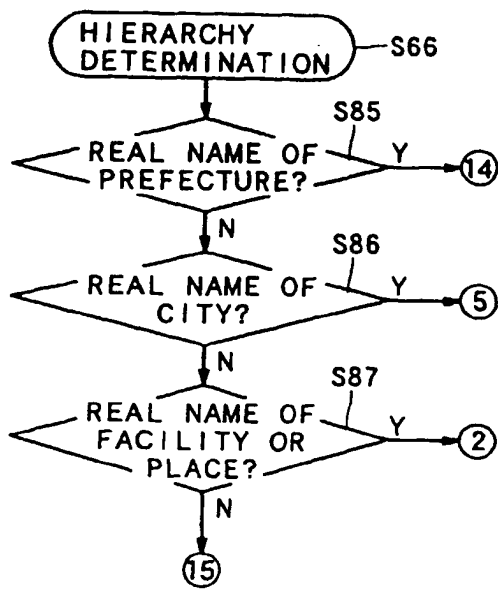 HIERARCHY
DETERMINATION
S66
S85
REAL NAME OF
PREFECTURE?
Y
14
N
S86
REAL NAME OF
CITY?
Y
5
N
S87
REAL NAME OF
FACILITY OR
PLACE?
Y
2
N
15